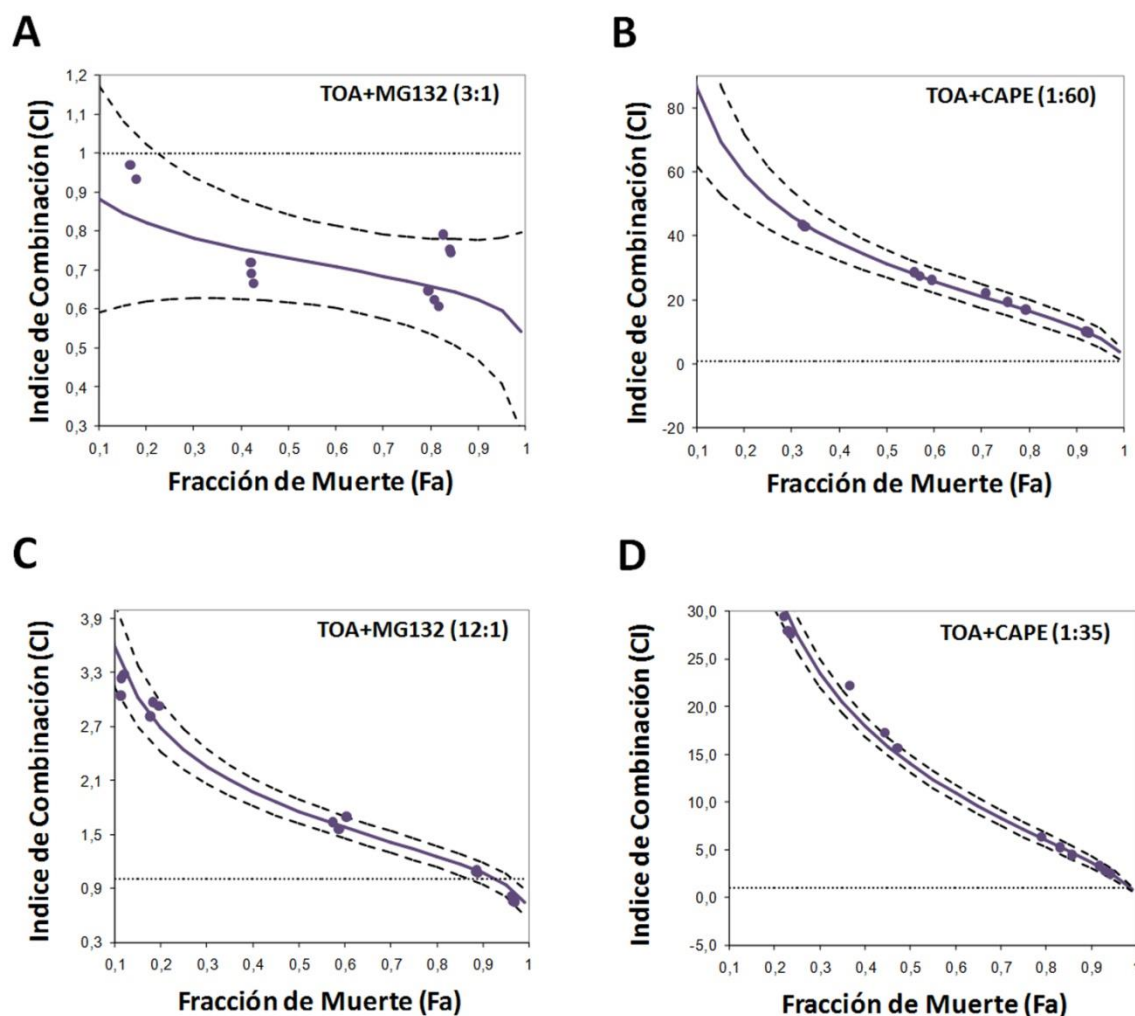 A
TOA+MG132 (3:1)
Indice de Combinación (CI)
1,2
1,1
1
0,9
0,8
0,7
0,6
0,5
0,4
0,3
0,1 0,2 0,3 0,4 0,5 0,6 0,7 0,8 0,9 1
Fracción de Muerte (Fa)
B
TOA+CAPE (1:60)
Indice de Combinación (CI)
80
60
40
20
0
-20
0,1 0,2 0,3 0,4 0,5 0,6 0,7 0,8 0,9 1
Fracción de Muerte (Fa)
C
TOA+MG132 (12:1)
Indice de Combinación (CI)
3,9
3,3
2,7
2,1
1,5
0,9
0,3
0,1 0,2 0,3 0,4 0,5 0,6 0,7 0,8 0,9 1
Fracción de Muerte (Fa)
D
TOA+CAPE (1:35)
Indice de Combinación (CI)
30,0
25,0
20,0
15,0
10,0
5,0
0,0
-5,0
0,1 0,2 0,3 0,4 0,5 0,6 0,7 0,8 0,9 1
Fracción de Muerte (Fa)